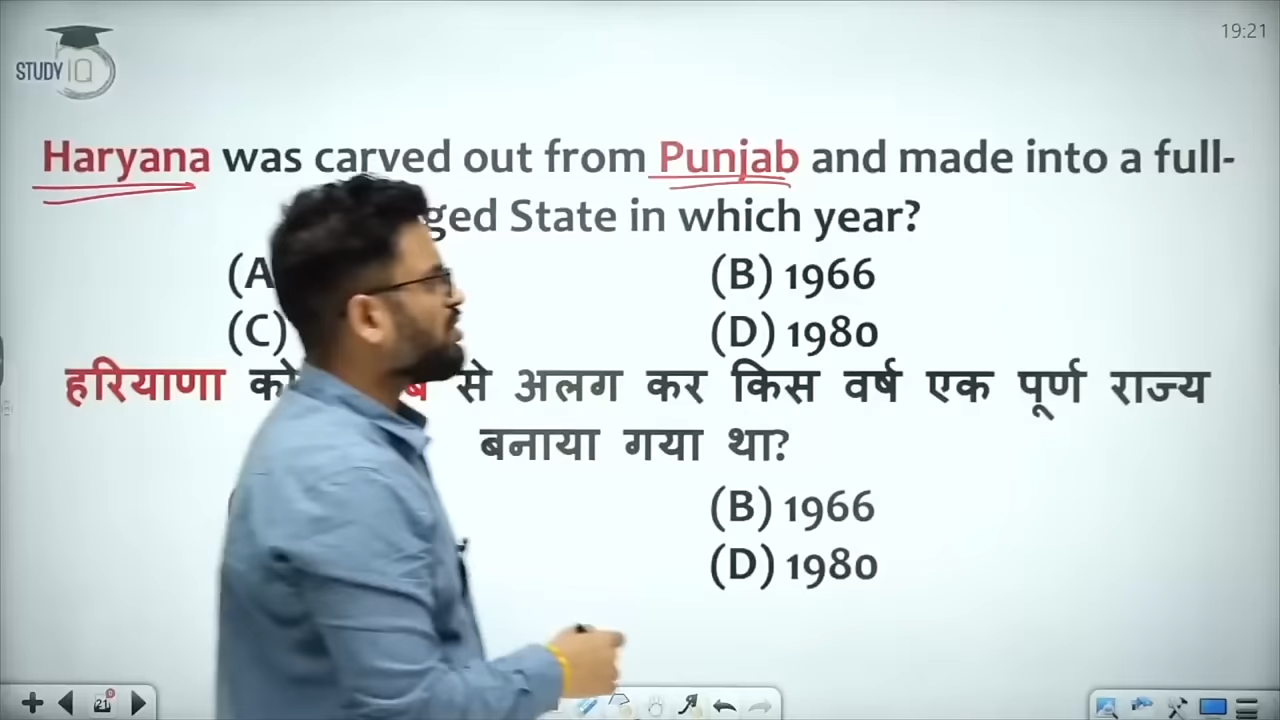 STUDY IQ
19:21
Haryana was carved out from Punjab and made into a full-
ged State in which year?
(A (B) 1966
(C) (D) 1980
हरियाणा को ब से अलग कर किस वर्ष एक पूर्ण राज्य
बनाया गया था?
(B) 1966
(D) 1980
21